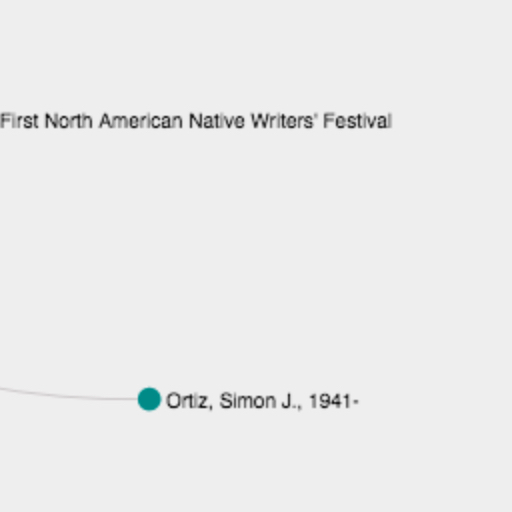 First North American Native Writers' Festival
Ortiz, Simon J., 1941-